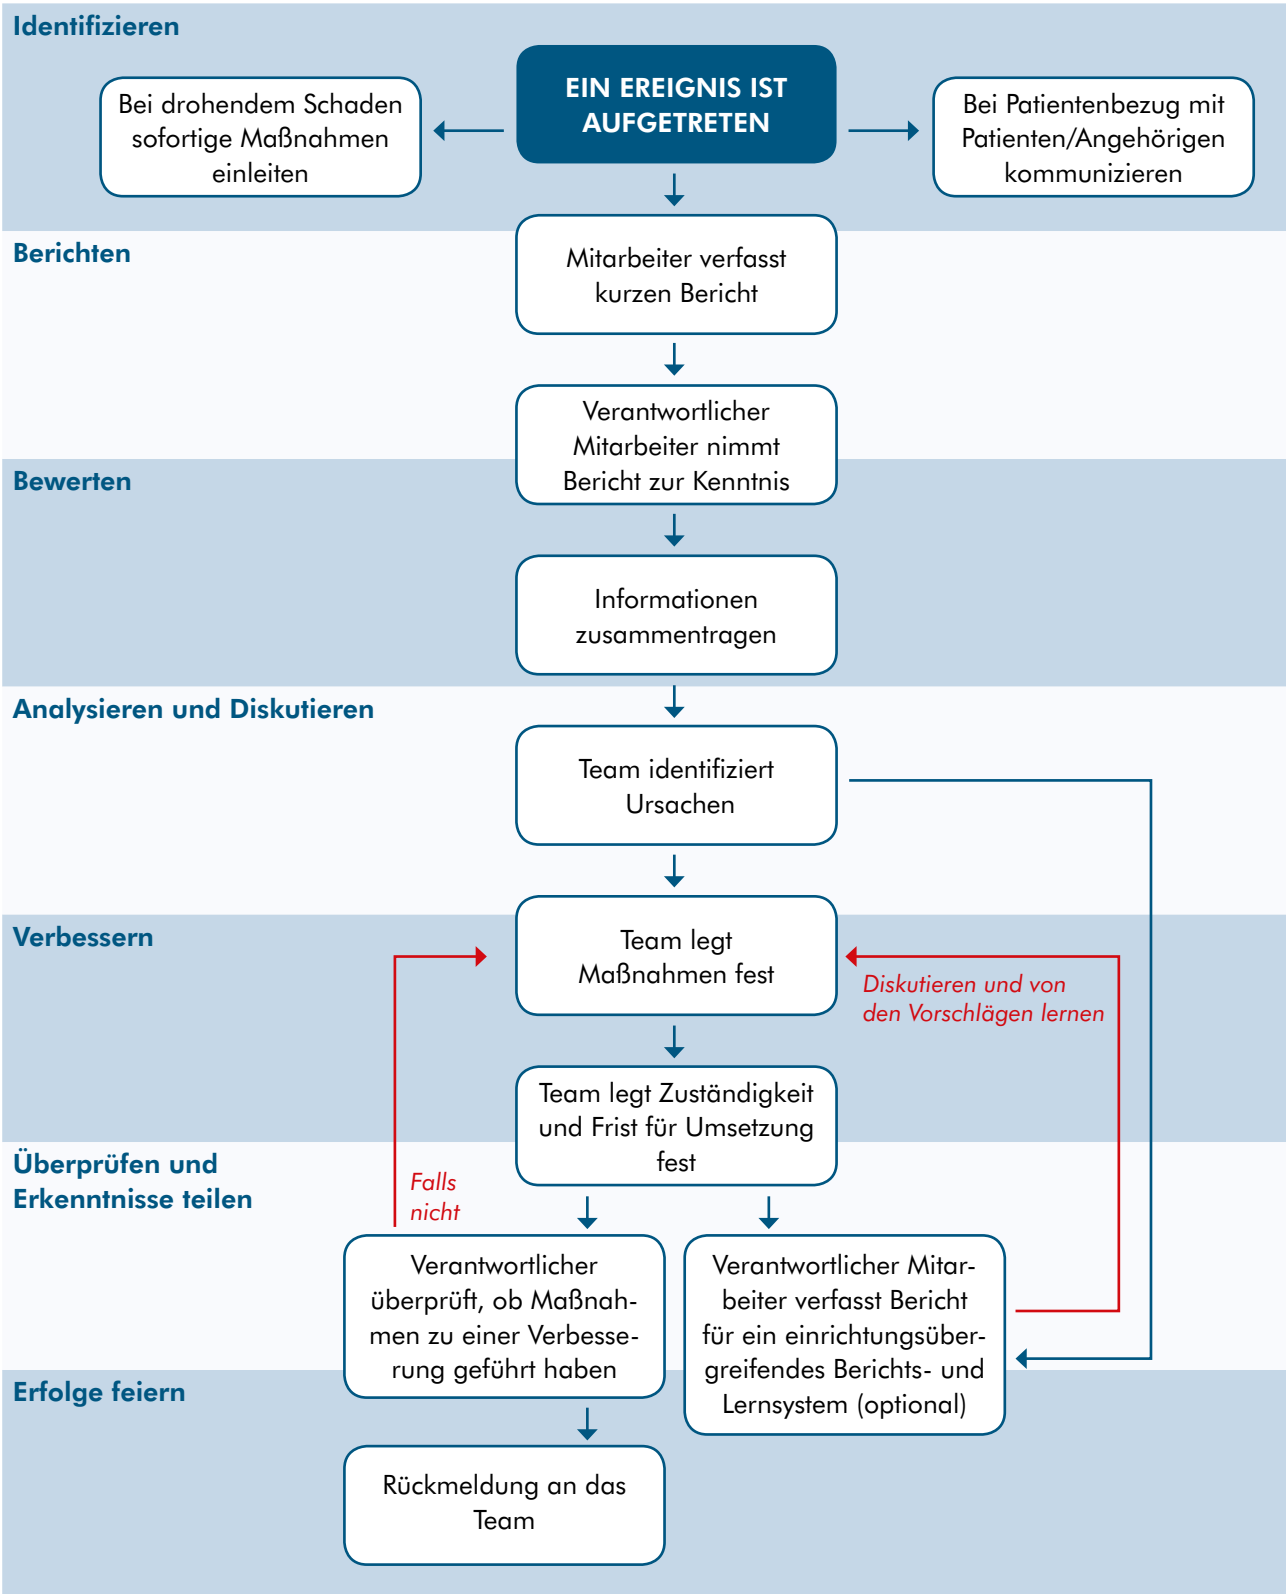 Identifizieren
EIN EREIGNIS IST
AUFGETRETEN
Bei drohendem Schaden
sofortige Maßnahmen
einleiten
Bei Patientenbezug mit
Patienten/Angehörigen
kommunizieren
Berichten
Mitarbeiter verfasst
kurzen Bericht
Verantwortlicher
Mitarbeiter nimmt
Bericht zur Kenntnis
Bewerten
Informationen
zusammentragen
Analysieren und Diskutieren
Team identifiziert
Ursachen
Verbessern
Team legt
Maßnahmen fest
Diskutieren und von
den Vorschlägen lernen
Team legt Zuständigkeit
und Frist für Umsetzung
fest
Überprüfen und
Erkenntnisse teilen
Falls
nicht
Verantwortlicher
überprüft, ob Maßnah-
men zu einer Verbesse-
rung geführt haben
Verantwortlicher Mitar-
beiter verfasst Bericht
für ein einrichtungsüber-
greifendes Berichts- und
Lernsystem (optional)
Erfolge feiern
Rückmeldung an das
Team